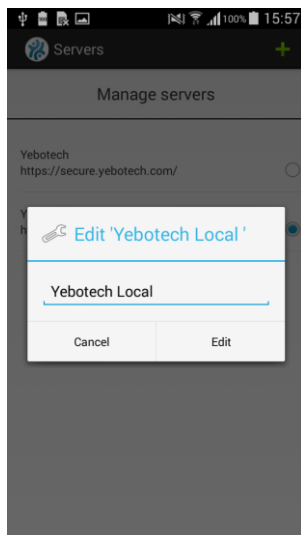 100% 15:57
Servers
Manage servers
Yebotech
https://secure.yebotech.com/
Y
h
Edit 'Yebotech Local '
Yebotech Local
Cancel Edit